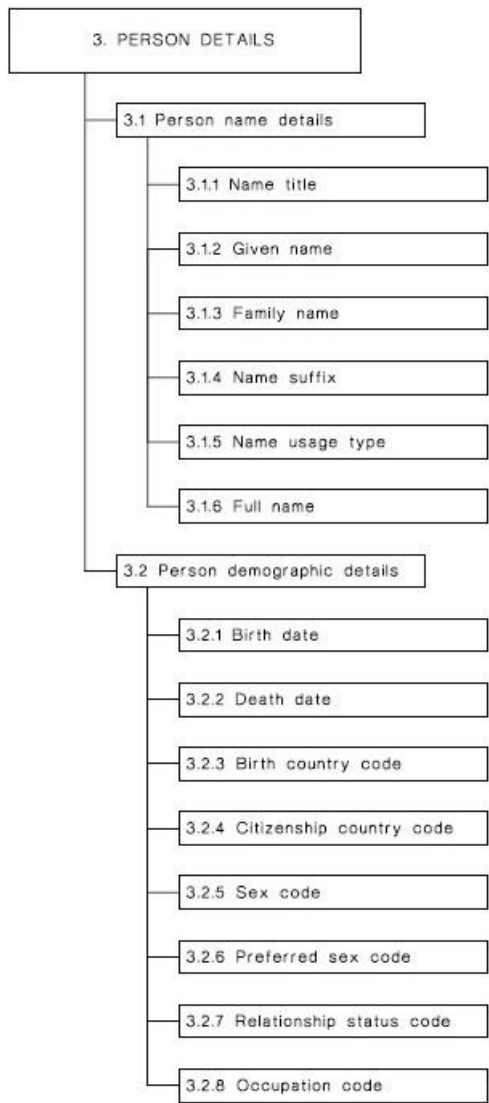 3. PERSON DETAILS
3.1 Person name details
3.1.1 Name title
3.1.2 Given name
3.1.3 Family name
3.1.4 Name suffix
3.1.5 Name usage type
3.1.6 Full name
3.2 Person demographic details
3.2.1 Birth date
3.2.2 Death date
3.2.3 Birth country code
3.2.4 Citizenship country code
3.2.5 Sex code
3.2.6 Preferred sex code
3.2.7 Relationship status code
3.2.8 Occupation code